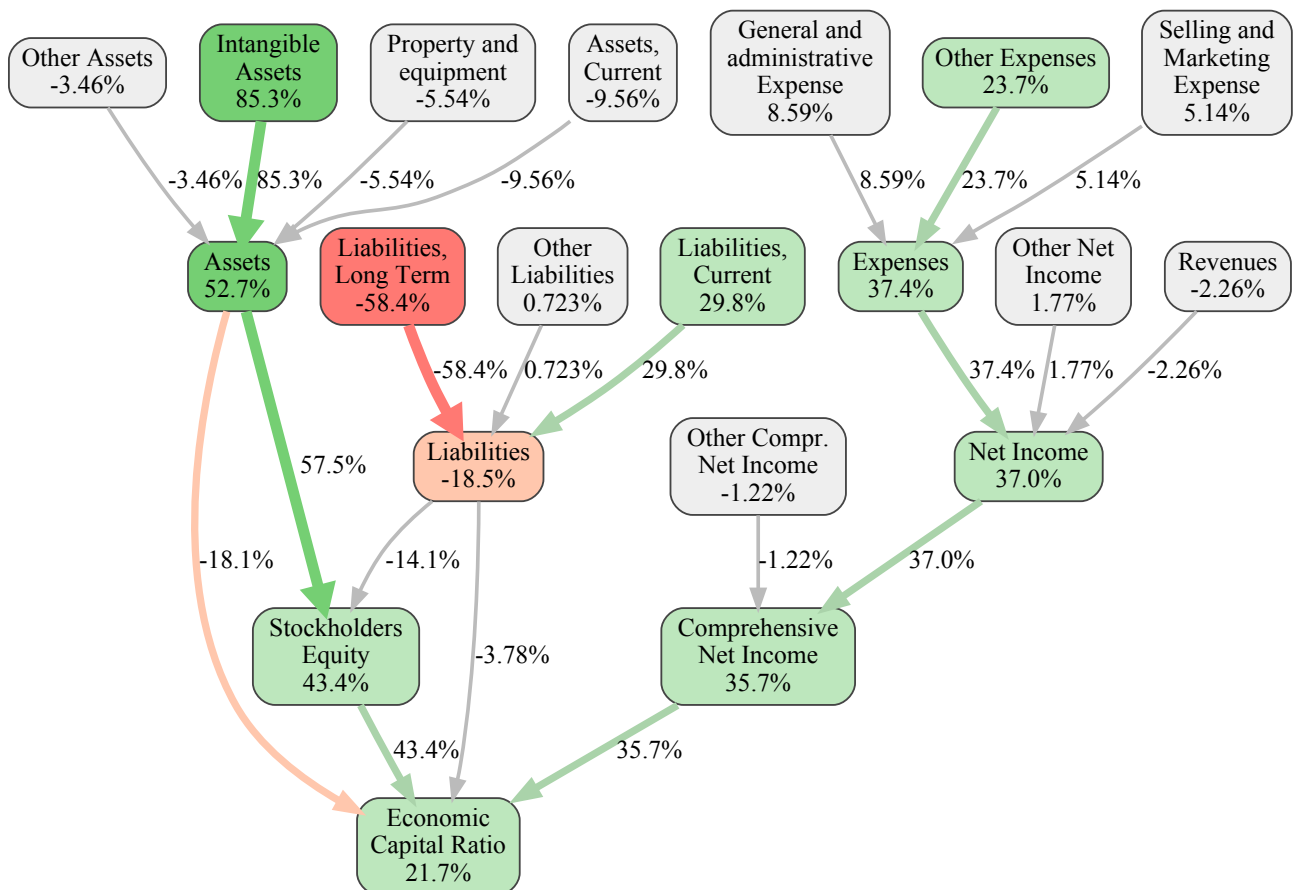 Other Assets
-3.46%
Intangible
Assets
85.3%
Property and
equipment
-5.54%
Assets,
Current
-9.56%
General and
administrative
Expense
8.59%
Other Expenses
23.7%
Selling and
Marketing
Expense
5.14%
-3.46%
85.3%
-5.54%
-9.56%
8.59%
23.7%
5.14%
Assets
52.7%
Liabilities,
Long Term
-58.4%
Other
Liabilities
0.723%
Liabilities,
Current
29.8%
Expenses
37.4%
Other Net
Income
1.77%
Revenues
-2.26%
-58.4%
0.723%
29.8%
37.4%
1.77%
-2.26%
57.5%
Liabilities
-18.5%
Other Compr.
Net Income
-1.22%
Net Income
37.0%
-18.1%
-14.1%
-1.22%
37.0%
Stockholders
Equity
43.4%
-3.78%
Comprehensive
Net Income
35.7%
43.4%
35.7%
Economic
Capital Ratio
21.7%